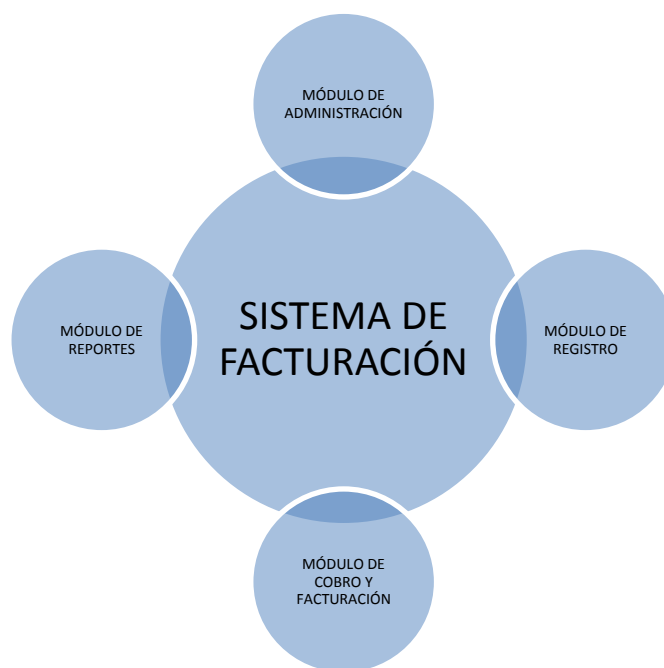 MÓDULO DE
ADMINISTRACIÓN
SISTEMA DE
FACTURACIÓN
MÓDULO DE
REPORTES
MÓDULO DE
REGISTRO
MÓDULO DE
COBRO Y
FACTURACIÓN